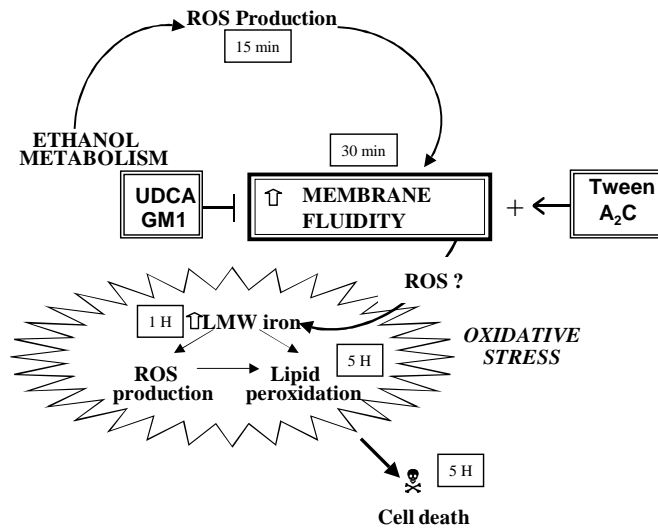 ROS Production
15 min
ETHANOL
METABOLISM
30 min
UDCA
GM1
⇧ MEMBRANE
FLUIDITY
+
Tween
A₂C
ROS ?
1 H
⇧LMW iron
OXIDATIVE
STRESS
ROS
production
Lipid
peroxidation
5 H
5 H
Cell death